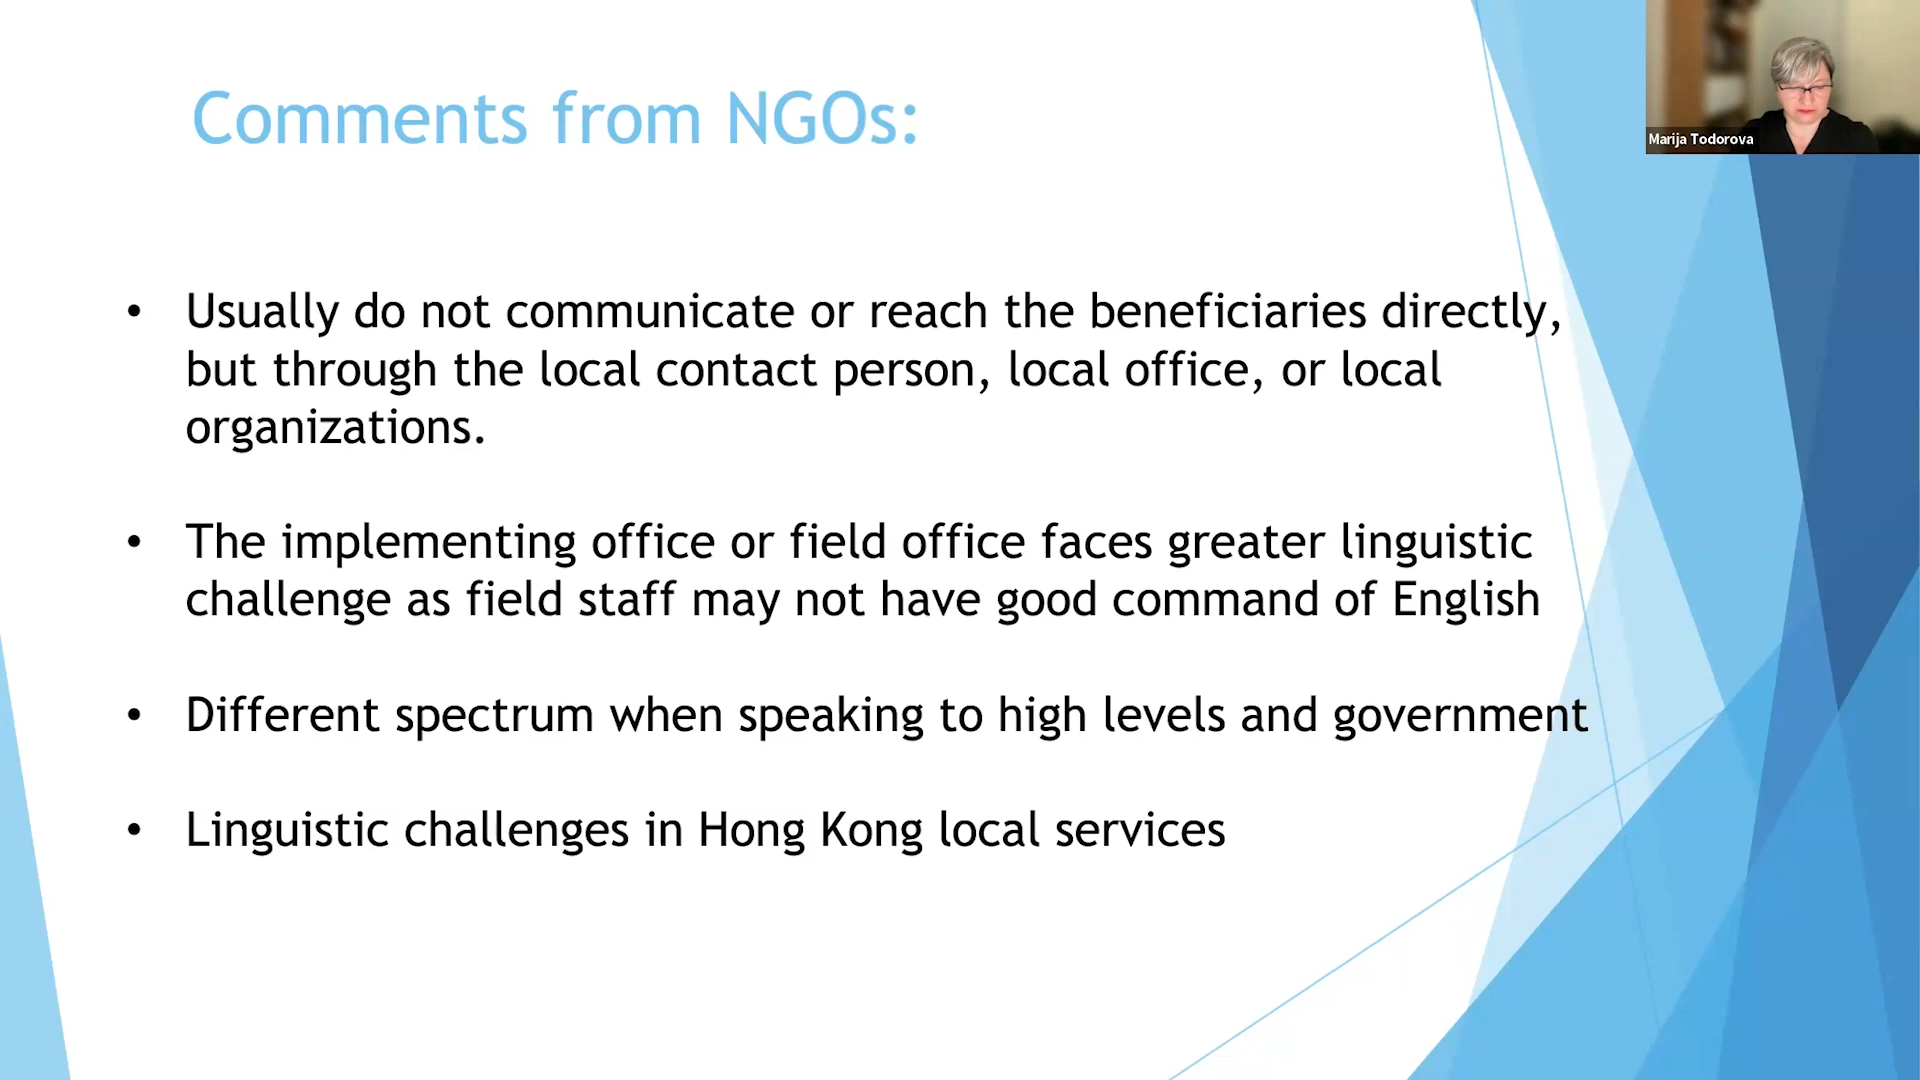 Comments from NGOs:
Marija Todorova
• Usually do not communicate or reach the beneficiaries directly,
but through the local contact person, local office, or local
organizations.
• The implementing office or field office faces greater linguistic
challenge as field staff may not have good command of English
• Different spectrum when speaking to high levels and government
• Linguistic challenges in Hong Kong local services